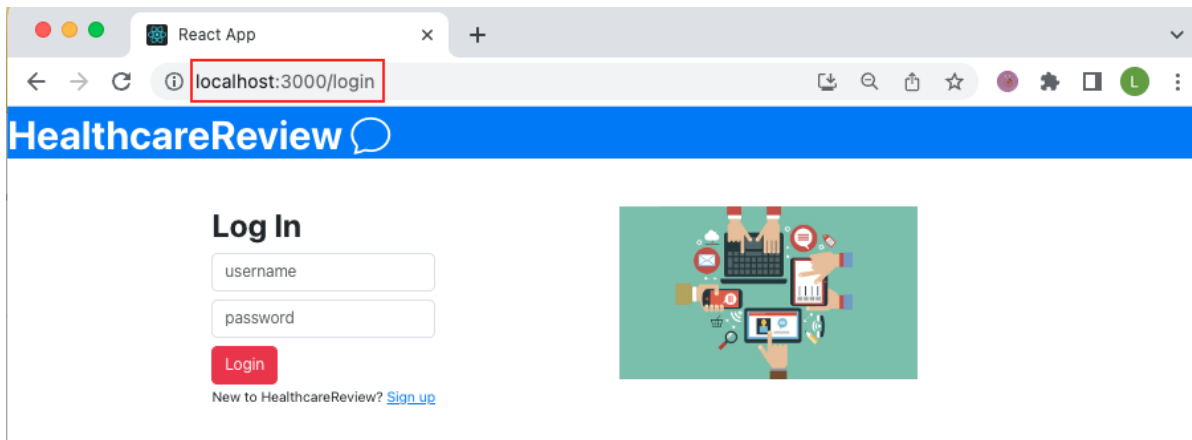 React App
localhost:3000/login
L
HealthcareReview
Log In
username
password
Login
New to HealthcareReview? Sign up